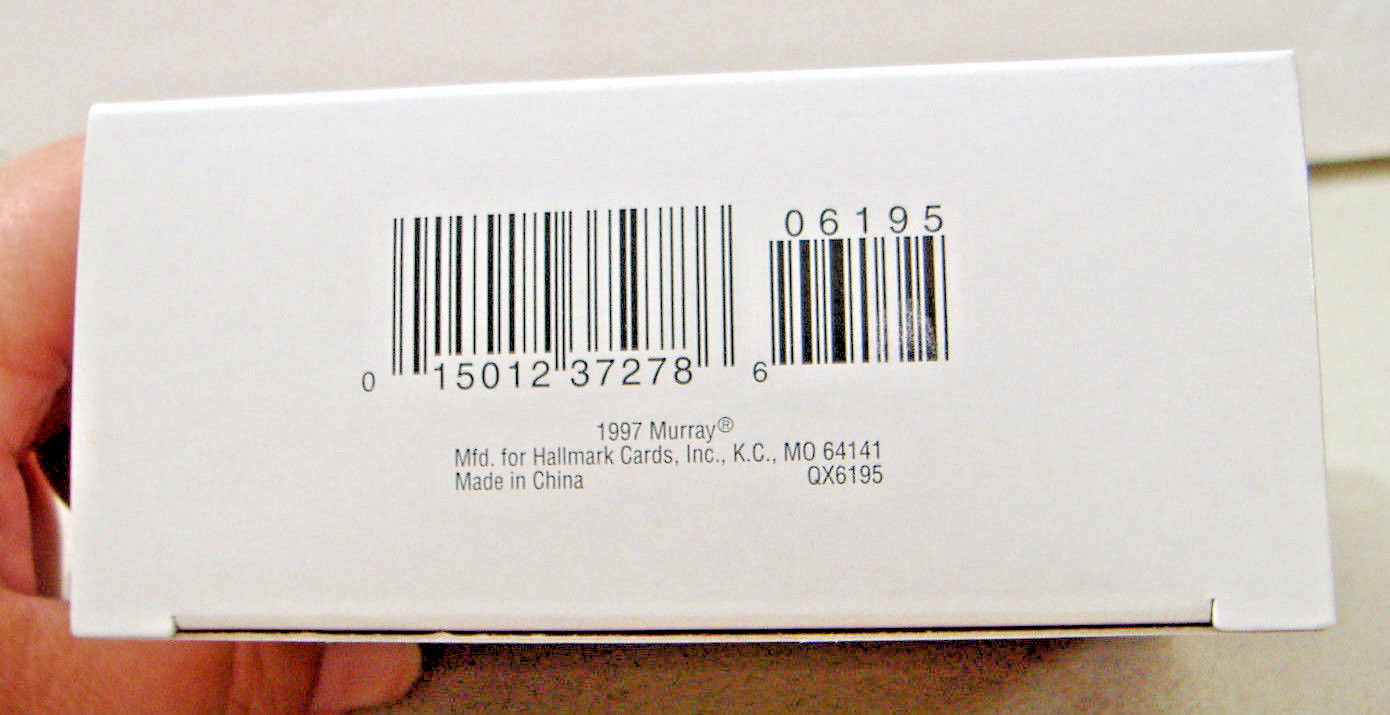 06195
0 15012 37278 6
1997 Murray®
Mfd. for Hallmark Cards, Inc., K.C., MO 64141
Made in China QX6195